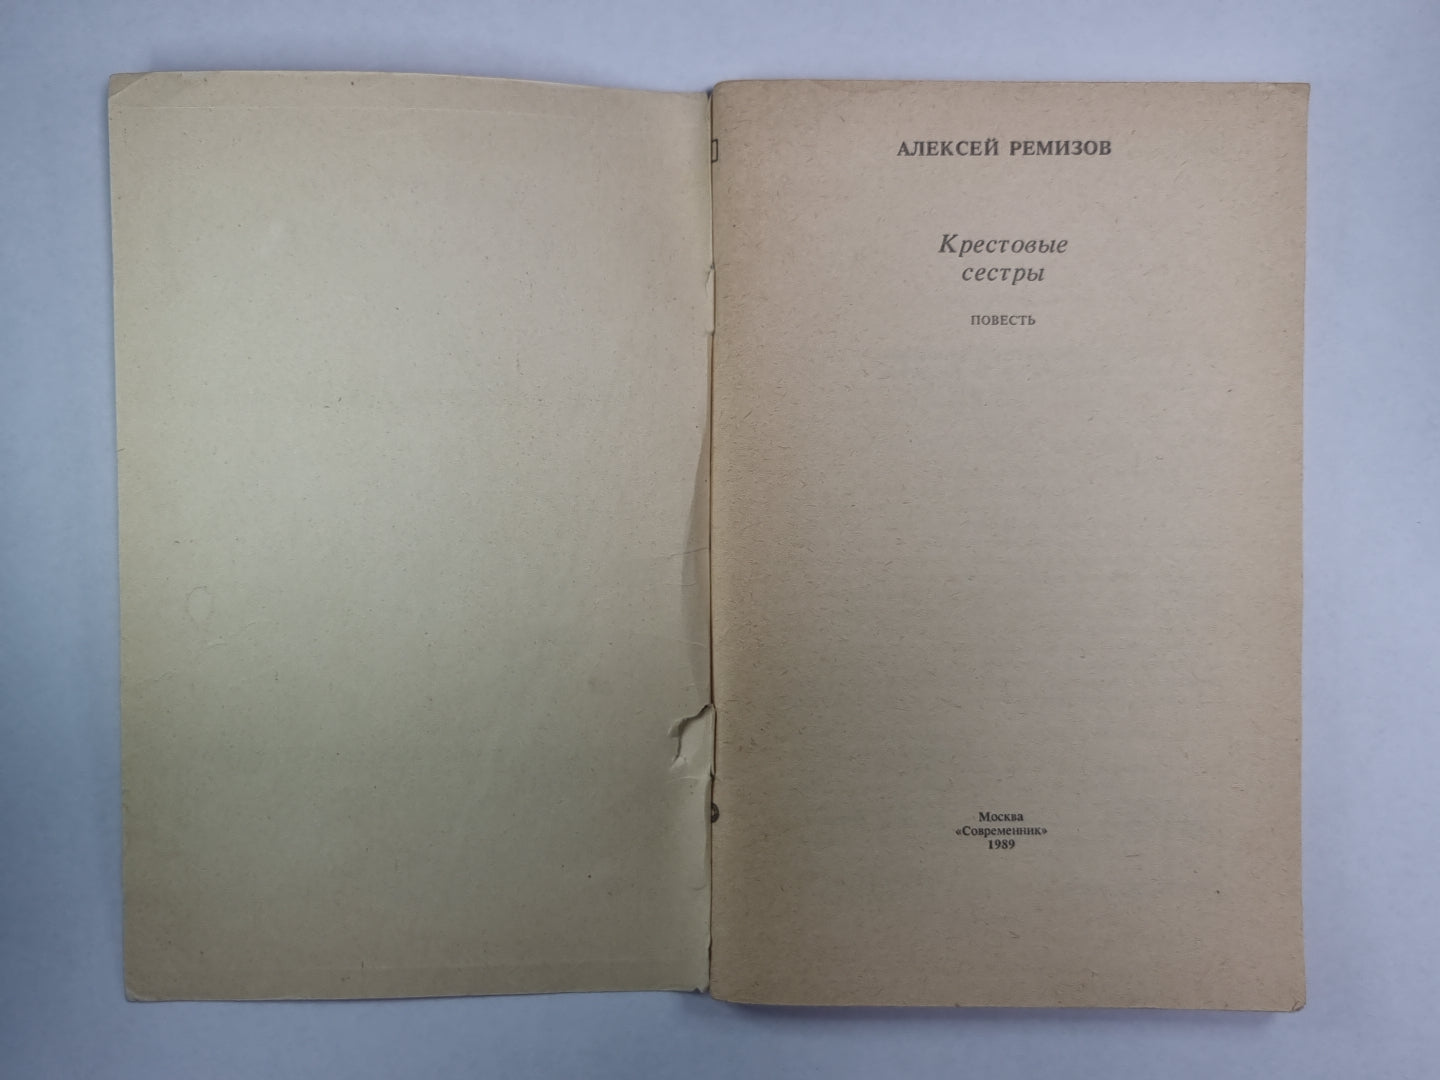 АЛЕКСЕЙ РЕМИЗОВ
Крестовые
сестры
ПОВЕСТЬ
Москва
«Современник»
1989